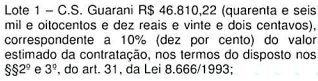 Lote 1 – C.S. Guarani R$ 46.810,22 (quarenta e seis
mil e oitocentos e dez reais e vinte e dois centavos),
correspondente a 10% (dez por cento) do valor
estimado da contratação, nos termos do disposto nos
§§2º e 3º, do art. 31, da Lei 8.666/1993;